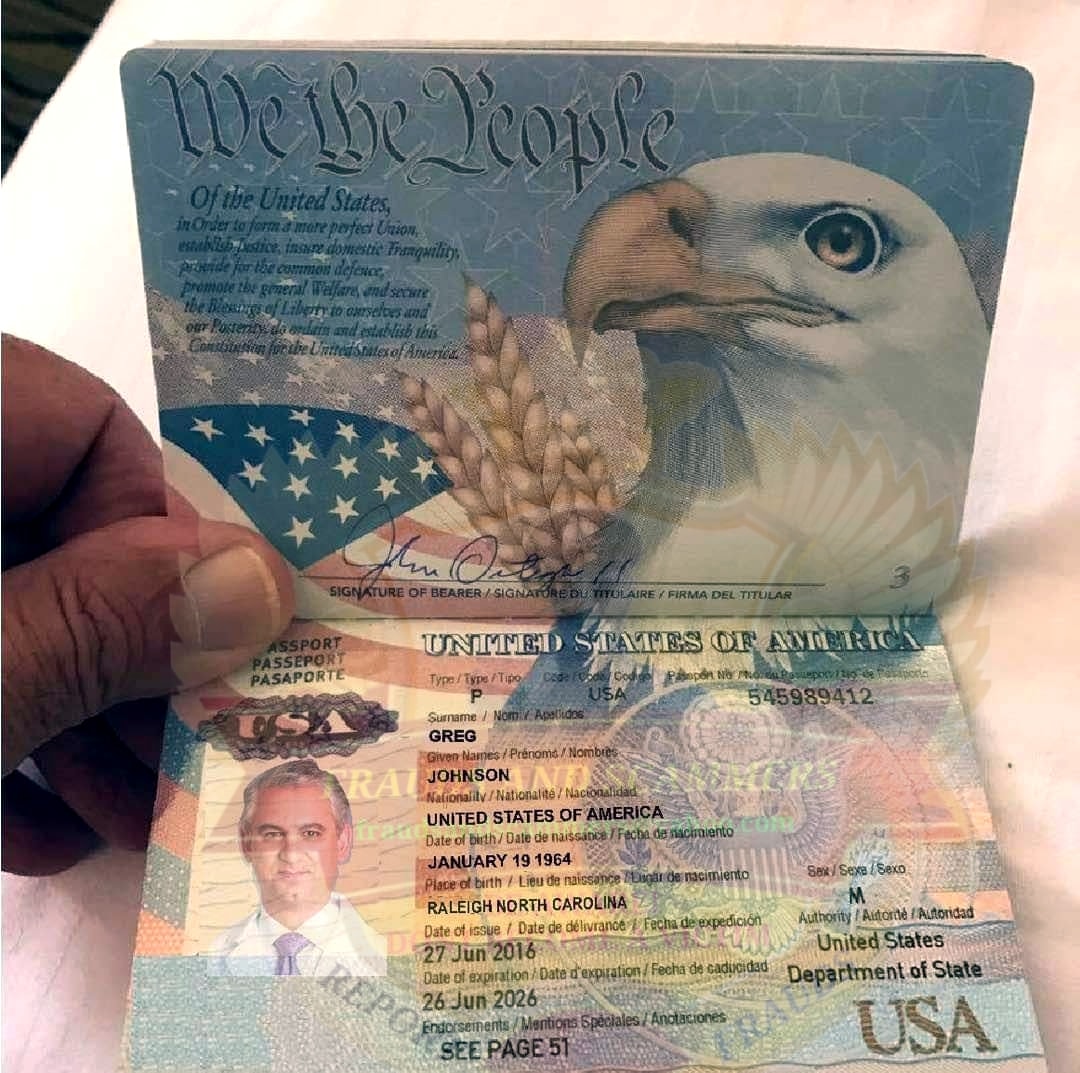 We the People
Of the United States,
in Order to form a more perfect Union,
establish Justice, insure domestic Tranquility,
provide for the common defence,
promote the general Welfare, and secure
the Blessings of Liberty to ourselves and
our Posterity, do ordain and establish this
Constitution for the United States of America.
SIGNATURE OF BEARER / SIGNATURE DU TITULAIRE / FIRMA DEL TITULAR
3
PASSPORT
PASSEPORT
PASAPORTE
USA
UNITED STATES OF AMERICA
Type / Type / Tipo Code / Code / Codigo Passport No. / No. du Passeport / No. de Pasaporte
P USA 545989412
Surname / Nom / Apellidos
GREG
Given Names / Prénoms / Nombres
JOHNSON
Nationality / Nationalité / Nacionalidad
UNITED STATES OF AMERICA
Date of birth / Date de naissance / Fecha de nacimiento
JANUARY 19 1964
Place of birth / Lieu de naissance / Lugar de nacimiento
RALEIGH NORTH CAROLINA
Sex / Sexe / Sexo
M
Date of issue / Date de délivrance / Fecha de expedición
27 Jun 2016
Authority / Autorité / Autoridad
United States
Department of State
Date of expiration / Date d'expiration / Fecha de caducidad
26 Jun 2026
Endorsements / Mentions Spéciales / Anotaciones
SEE PAGE 51
USA